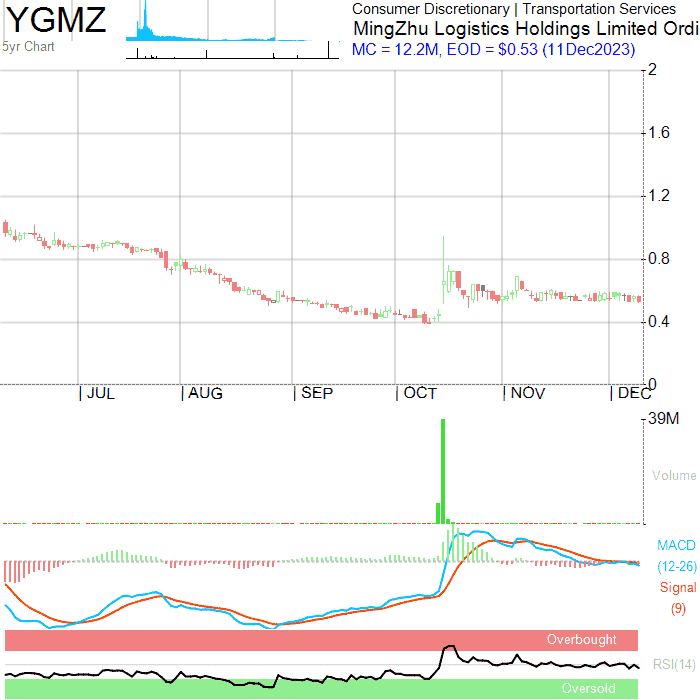 YGMZ
5yr Chart
Consumer Discretionary | Transportation Services
MingZhu Logistics Holdings Limited Ordi
MC = 12.2M, EOD = $0.53 (11Dec2023)
2
1.6
1.2
0.8
0.4
0
| JUL | AUG | SEP | OCT | NOV | DEC
39M
Volume
MACD
(12-26)
Signal
(9)
Overbought
RSI(14)
Oversold